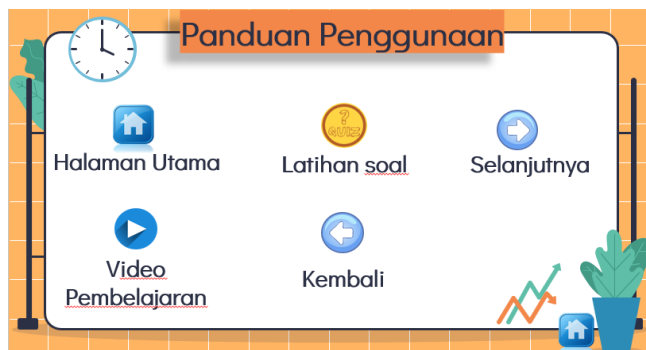 Panduan Penggunaan
QUIZ
?
Halaman Utama
Latihan soal
Selanjutnya
Video
Pembelajaran
Kembali